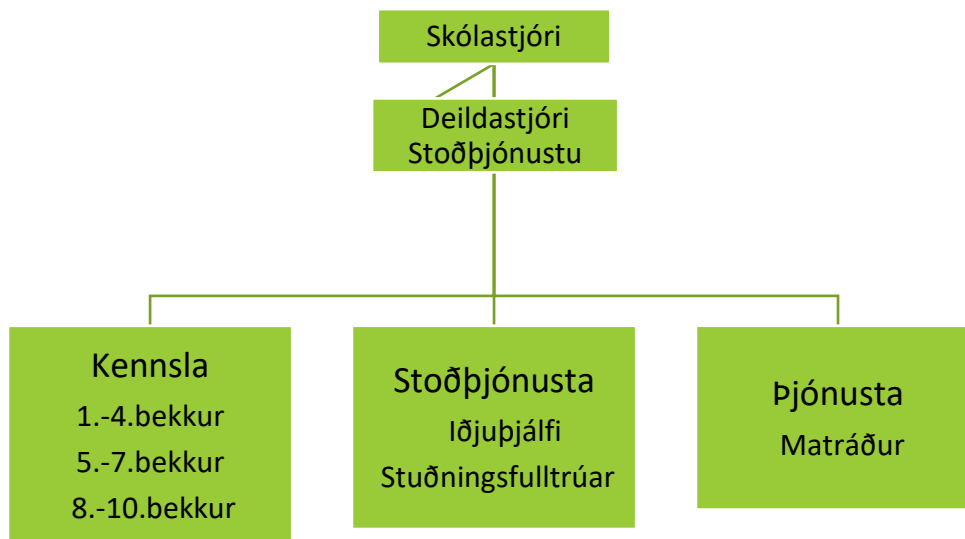 Skólastjóri
Deildastjóri
Stoðþjónustu
Kennsla
1.-4.bekkur
5.-7.bekkur
8.-10.bekkur
Stoðþjónusta
Iðjuþjálfi
Stuðningsfulltrúar
Þjónusta
Matráður